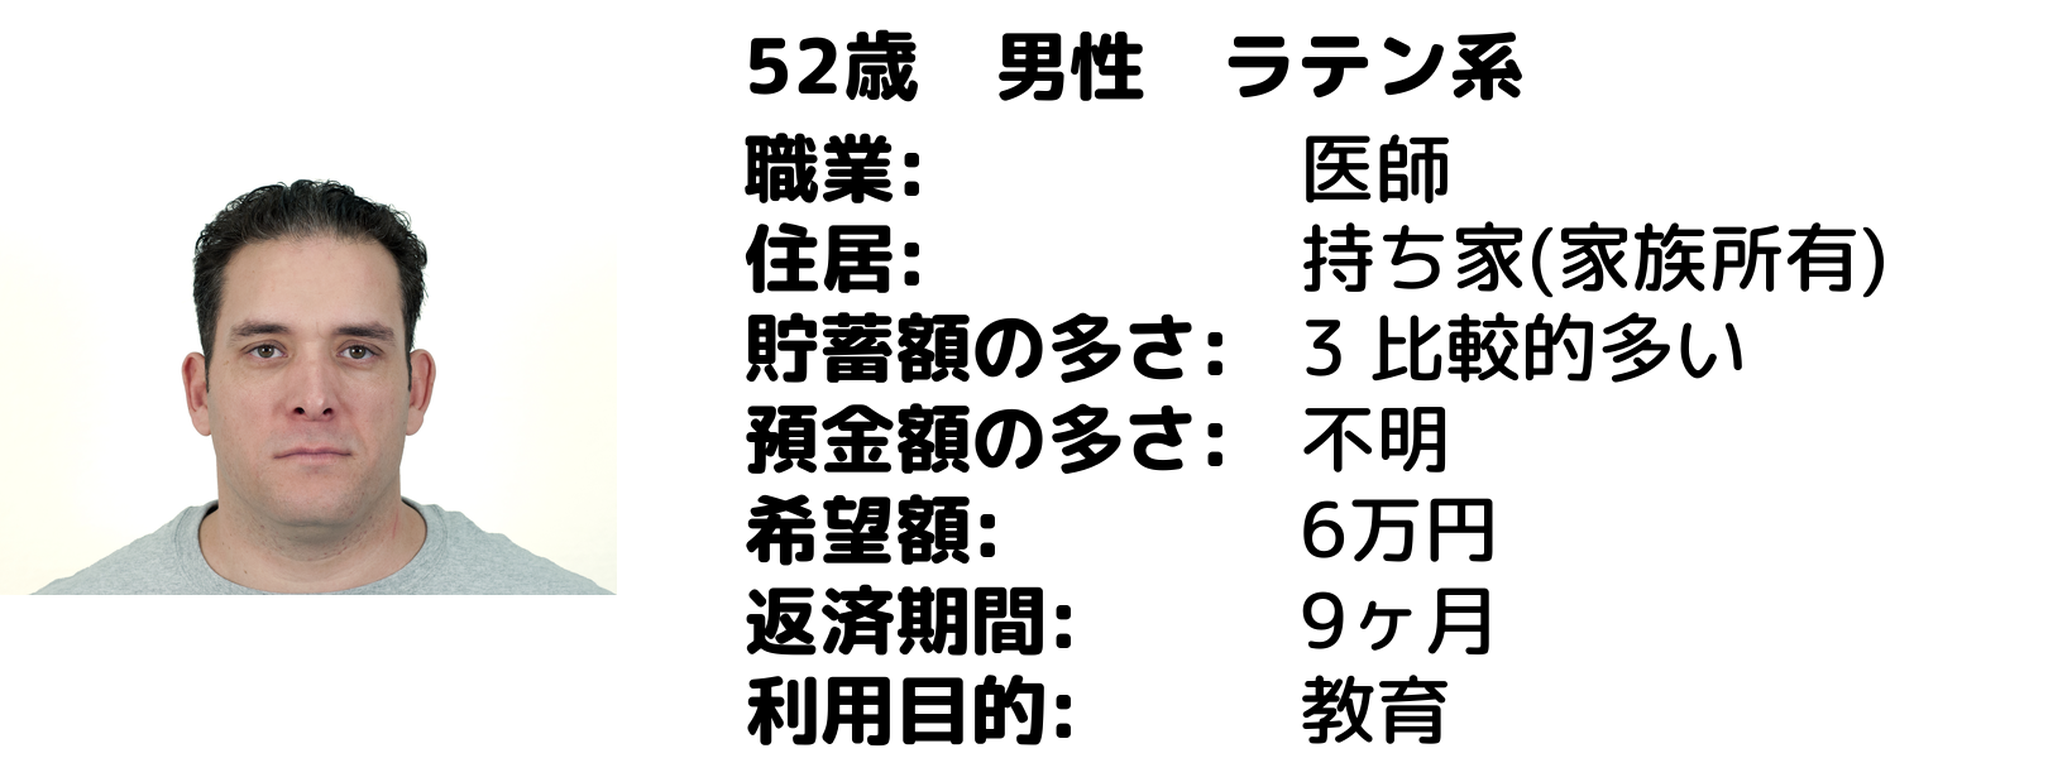 52歳　男性　ラテン系
職業: 医師
住居: 持ち家(家族所有)
貯蓄額の多さ: 3 比較的多い
預金額の多さ: 不明
希望額: 6万円
返済期間: 9ヶ月
利用目的: 教育